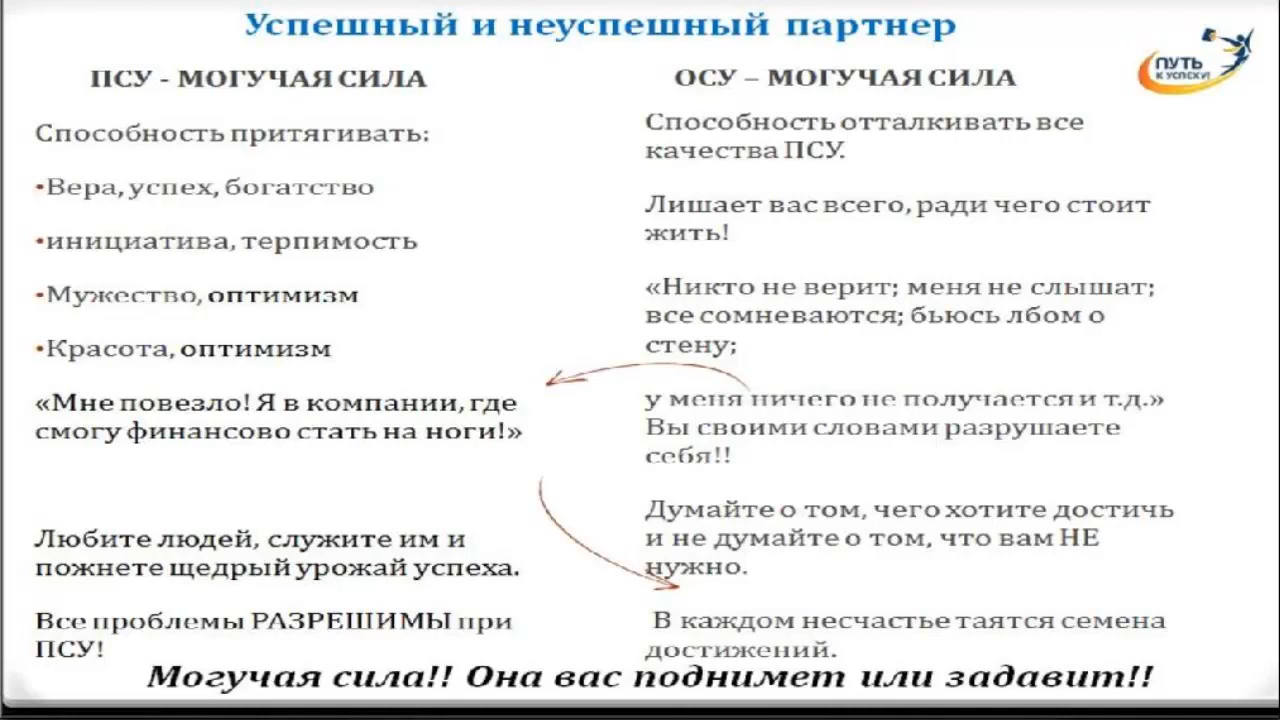 Успешный и неуспешный партнер
ПУТЬ
К УСПЕХУ!
ПСУ - МОГУЧАЯ СИЛА
Способность притягивать:
•Вера, успех, богатство
•инициатива, терпимость
•Мужество, оптимизм
•Красота, оптимизм
«Мне повезло! Я в компании, где
смогу финансово стать на ноги!»
Любите людей, служите им и
пожнете щедрый урожай успеха.
Все проблемы РАЗРЕШИМЫ при
ПСУ!
ОСУ – МОГУЧАЯ СИЛА
Способность отталкивать все
качества ПСУ.
Лишает вас всего, ради чего стоит
жить!
«Никто не верит; меня не слышат;
все сомневаются; бьюсь лбом о
стену;
у меня ничего не получается и т.д.»
Вы своими словами разрушаете
себя!!
Думайте о том, чего хотите достичь
и не думайте о том, что вам НЕ
нужно.
В каждом несчастье таятся семена
достижений.
Могучая сила!! Она вас поднимет или задавит!!